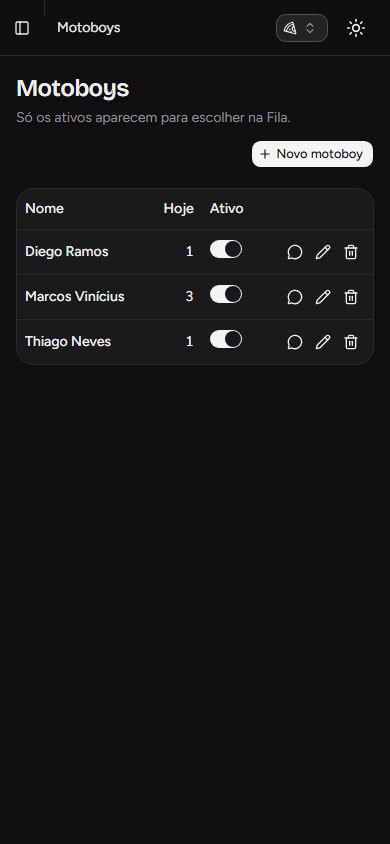 Motoboys
Motoboys
Só os ativos aparecem para escolher na Fila.
+ Novo motoboy
Nome Hoje Ativo
Diego Ramos 1
Marcos Vinícius 3
Thiago Neves 1